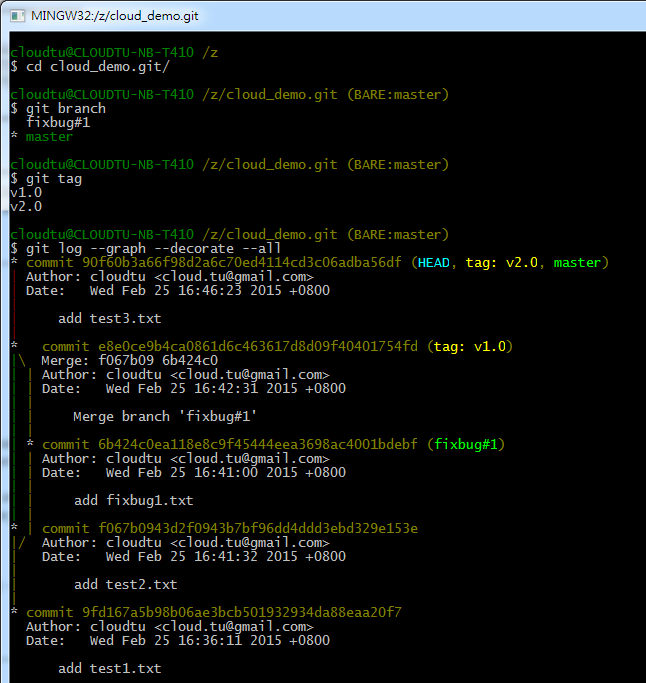 MINGW32:/z/cloud_demo.git
cloudtu@CLOUDTU-NB-T410 /z
$ cd cloud_demo.git/
cloudtu@CLOUDTU-NB-T410 /z/cloud_demo.git (BARE:master)
$ git branch
  fixbug#1
* master
cloudtu@CLOUDTU-NB-T410 /z/cloud_demo.git (BARE:master)
$ git tag
v1.0
v2.0
cloudtu@CLOUDTU-NB-T410 /z/cloud_demo.git (BARE:master)
$ git log --graph --decorate --all
* commit 90f60b3a66f98d2a6c70ed4114cd3c06adba56df (HEAD, tag: v2.0, master)
| Author: cloudtu <cloud.tu@gmail.com>
| Date:   Wed Feb 25 16:46:23 2015 +0800
|
|     add test3.txt
|
*   commit e8e0ce9b4ca0861d6c463617d8d09f40401754fd (tag: v1.0)
|\  Merge: f067b09 6b424c0
| | Author: cloudtu <cloud.tu@gmail.com>
| | Date:   Wed Feb 25 16:42:31 2015 +0800
| |
| |     Merge branch 'fixbug#1'
| |
| * commit 6b424c0ea118e8c9f45444eea3698ac4001bdebf (fixbug#1)
| | Author: cloudtu <cloud.tu@gmail.com>
| | Date:   Wed Feb 25 16:41:00 2015 +0800
| |
| |     add fixbug1.txt
| |
* | commit f067b0943d2f0943b7bf96dd4ddd3ebd329e153e
|/  Author: cloudtu <cloud.tu@gmail.com>
|   Date:   Wed Feb 25 16:41:32 2015 +0800
|
|       add test2.txt
|
* commit 9fd167a5b98b06ae3bcb501932934da88eaa20f7
  Author: cloudtu <cloud.tu@gmail.com>
  Date:   Wed Feb 25 16:36:11 2015 +0800
      add test1.txt